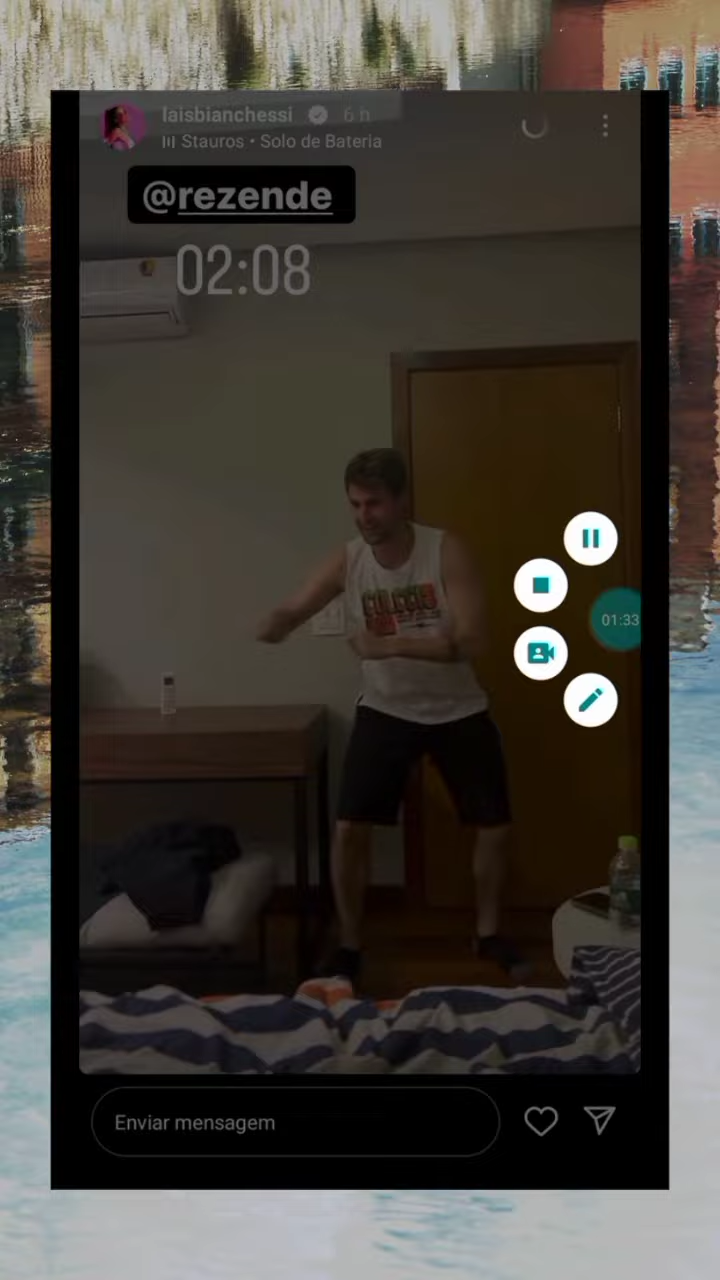 laisbianchessi 6 h
Stauros • Solo de Bateria
@rezende
02:08
01:33
Enviar mensagem